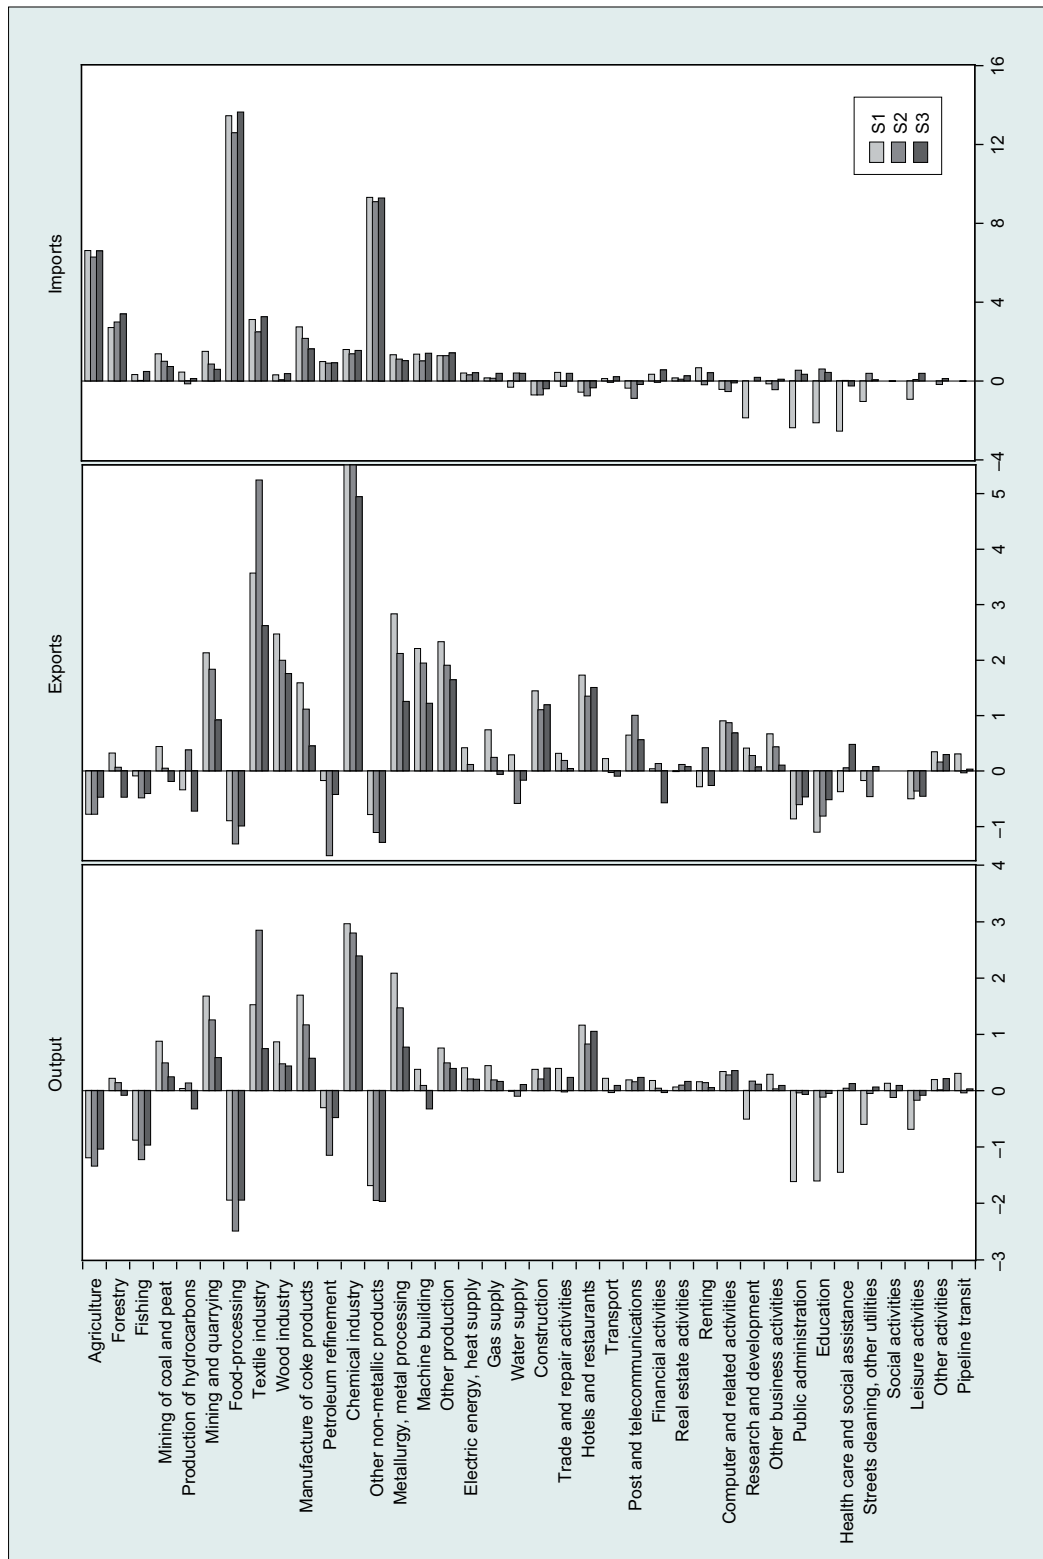 Output
Exports
Imports
Agriculture
Forestry
Fishing
Mining of coal and peat
Production of hydrocarbons
Mining and quarrying
Food-processing
Textile industry
Wood industry
Manufacture of coke products
Petroleum refinement
Chemical industry
Other non-metallic products
Metallurgy, metal processing
Machine building
Other production
Electric energy, heat supply
Gas supply
Water supply
Construction
Trade and repair activities
Hotels and restaurants
Transport
Post and telecommunications
Financial activities
Real estate activities
Renting
Computer and related activities
Research and development
Other business activities
Public administration
Education
Health care and social assistance
Streets cleaning, other utilities
Social activities
Leisure activities
Other activities
Pipeline transit
–3 –2 –1 0 1 2 3 4
–1 0 1 2 3 4 5
–4 0 4 8 12 16
S1
S2
S3